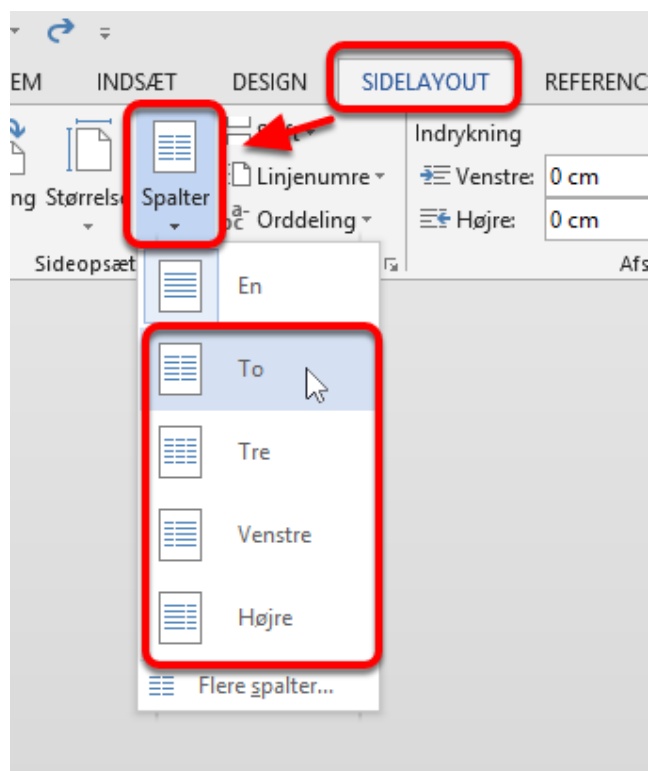 EM INDSÆT DESIGN SIDELAYOUT REFERENC
Indrykning
ng Størrelse Spalter Linjenumre Venstre: 0 cm
Orddeling Højre: 0 cm
Sideopsæt Afs
En
To
Tre
Venstre
Højre
Flere spalter...